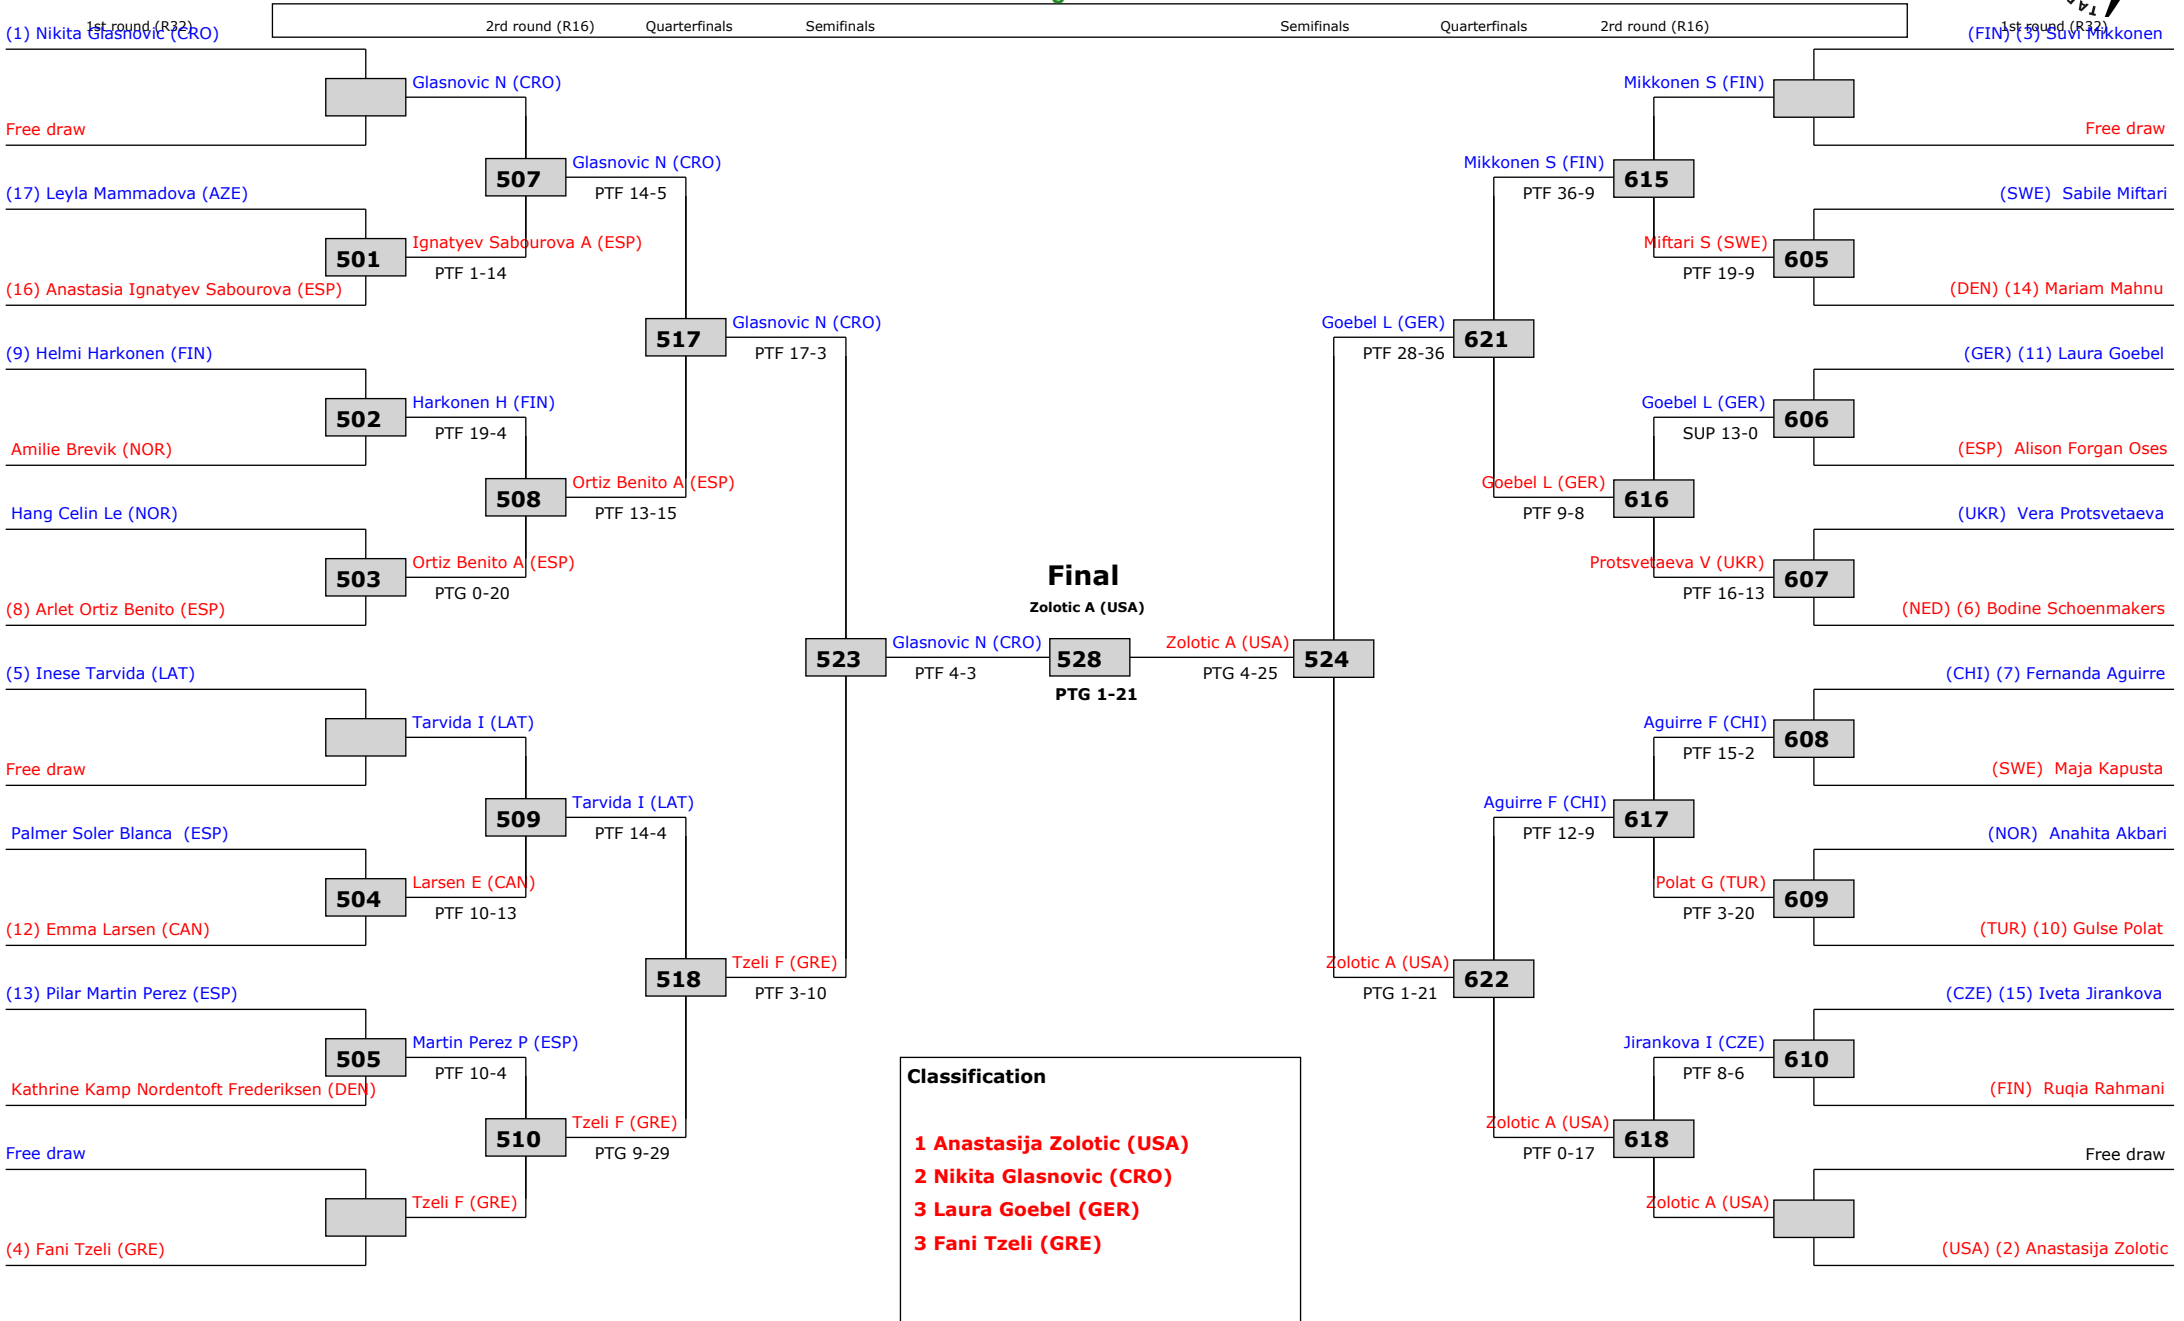 1st round (R32)
2rd round (R16)
Quarterfinals
Semifinals
Semifinals
Quarterfinals
2rd round (R16)
1st round (R32)
(1) Nikita Glasnovic (CRO)
Glasnovic N (CRO)
Free draw
Glasnovic N (CRO)
507
PTF 14-5
(17) Leyla Mammadova (AZE)
Ignatyev Sabourova A (ESP)
501
PTF 1-14
(16) Anastasia Ignatyev Sabourova (ESP)
Glasnovic N (CRO)
517
PTF 17-3
(9) Helmi Harkonen (FIN)
Harkonen H (FIN)
502
PTF 19-4
Amilie Brevik (NOR)
Ortiz Benito A (ESP)
508
PTF 13-15
Hang Celin Le (NOR)
Ortiz Benito A (ESP)
503
PTG 0-20
(8) Arlet Ortiz Benito (ESP)
Glasnovic N (CRO)
523
PTF 4-3
(5) Inese Tarvida (LAT)
Tarvida I (LAT)
Free draw
Tarvida I (LAT)
509
PTF 14-4
Palmer Soler Blanca (ESP)
Larsen E (CAN)
504
PTF 10-13
(12) Emma Larsen (CAN)
Tzeli F (GRE)
518
PTF 3-10
(13) Pilar Martin Perez (ESP)
Martin Perez P (ESP)
505
PTF 10-4
Kathrine Kamp Nordentoft Frederiksen (DEN)
Tzeli F (GRE)
510
PTG 9-29
Free draw
Tzeli F (GRE)
(4) Fani Tzeli (GRE)
Final
Zolotic A (USA)
528
PTG 1-21
(FIN) (3) Suvi Mikkonen
Mikkonen S (FIN)
Free draw
Mikkonen S (FIN)
615
PTF 36-9
(SWE) Sabile Miftari
Miftari S (SWE)
605
PTF 19-9
(DEN) (14) Mariam Mahnu
Goebel L (GER)
621
PTF 28-36
(GER) (11) Laura Goebel
Goebel L (GER)
606
SUP 13-0
(ESP) Alison Forgan Oses
Goebel L (GER)
616
PTF 9-8
(UKR) Vera Protsvetaeva
Protsvetaeva V (UKR)
607
PTF 16-13
(NED) (6) Bodine Schoenmakers
Zolotic A (USA)
524
PTG 4-25
(CHI) (7) Fernanda Aguirre
Aguirre F (CHI)
608
PTF 15-2
(SWE) Maja Kapusta
Aguirre F (CHI)
617
PTF 12-9
(NOR) Anahita Akbari
Polat G (TUR)
609
PTF 3-20
(TUR) (10) Gulse Polat
Zolotic A (USA)
622
PTG 1-21
(CZE) (15) Iveta Jirankova
Jirankova I (CZE)
610
PTF 8-6
(FIN) Ruqia Rahmani
Zolotic A (USA)
618
PTF 0-17
Free draw
Zolotic A (USA)
(USA) (2) Anastasija Zolotic
Classification
1 Anastasija Zolotic (USA)
2 Nikita Glasnovic (CRO)
3 Laura Goebel (GER)
3 Fani Tzeli (GRE)